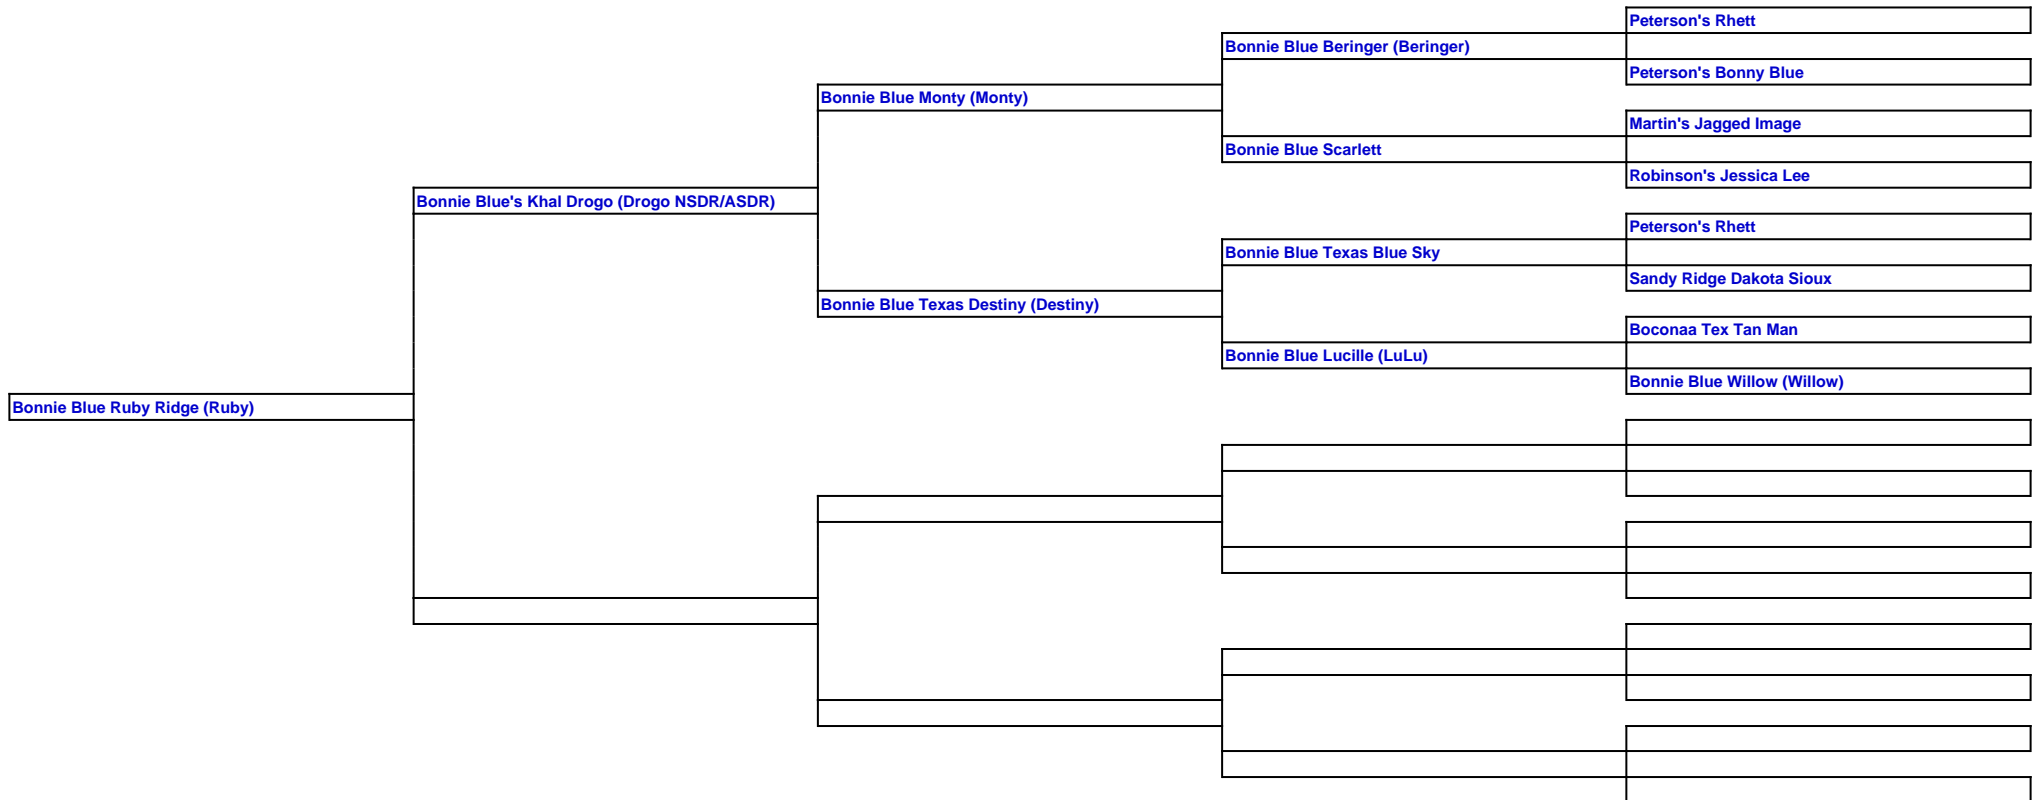 Peterson's Rhett
Bonnie Blue Beringer (Beringer)
Peterson's Bonny Blue
Bonnie Blue Monty (Monty)
Martin's Jagged Image
Bonnie Blue Scarlett
Robinson's Jessica Lee
Bonnie Blue's Khal Drogo (Drogo NSDR/ASDR)
Peterson's Rhett
Bonnie Blue Texas Blue Sky
Sandy Ridge Dakota Sioux
Bonnie Blue Texas Destiny (Destiny)
Boconaa Tex Tan Man
Bonnie Blue Lucille (LuLu)
Bonnie Blue Willow (Willow)
Bonnie Blue Ruby Ridge (Ruby)